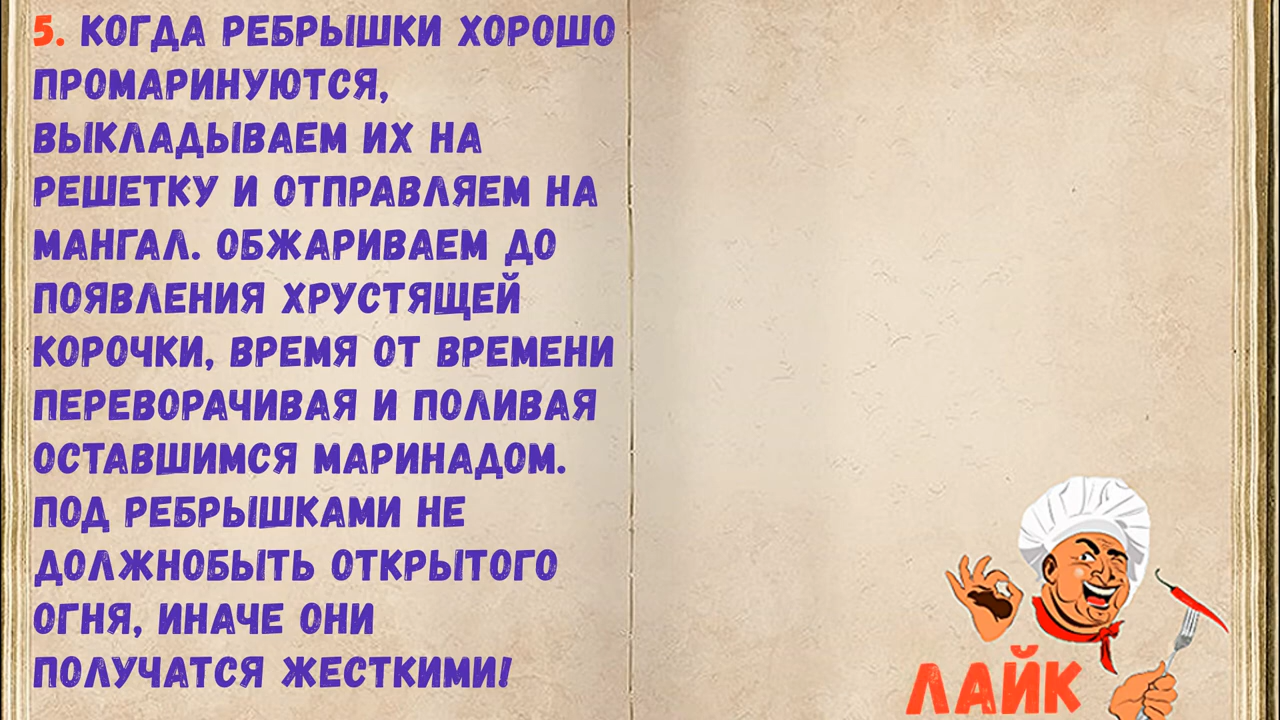 5. КОГДА РЕБРЫШКИ ХОРОШО
ПРОМАРИНУЮТСЯ,
ВЫКЛАДЫВАЕМ ИХ НА
РЕШЕТКУ И ОТПРАВЛЯЕМ НА
МАНГАЛ. ОБЖАРИВАЕМ ДО
ПОЯВЛЕНИЯ ХРУСТЯЩЕЙ
КОРОЧКИ, ВРЕМЯ ОТ ВРЕМЕНИ
ПЕРЕВОРАЧИВАЯ И ПОЛИВАЯ
ОСТАВШИМСЯ МАРИНАДОМ.
ПОД РЕБРЫШКАМИ НЕ
ДОЛЖНОБЫТЬ ОТКРЫТОГО
ОГНЯ, ИНАЧЕ ОНИ
ПОЛУЧАТСЯ ЖЕСТКИМИ!
ЛАЙК